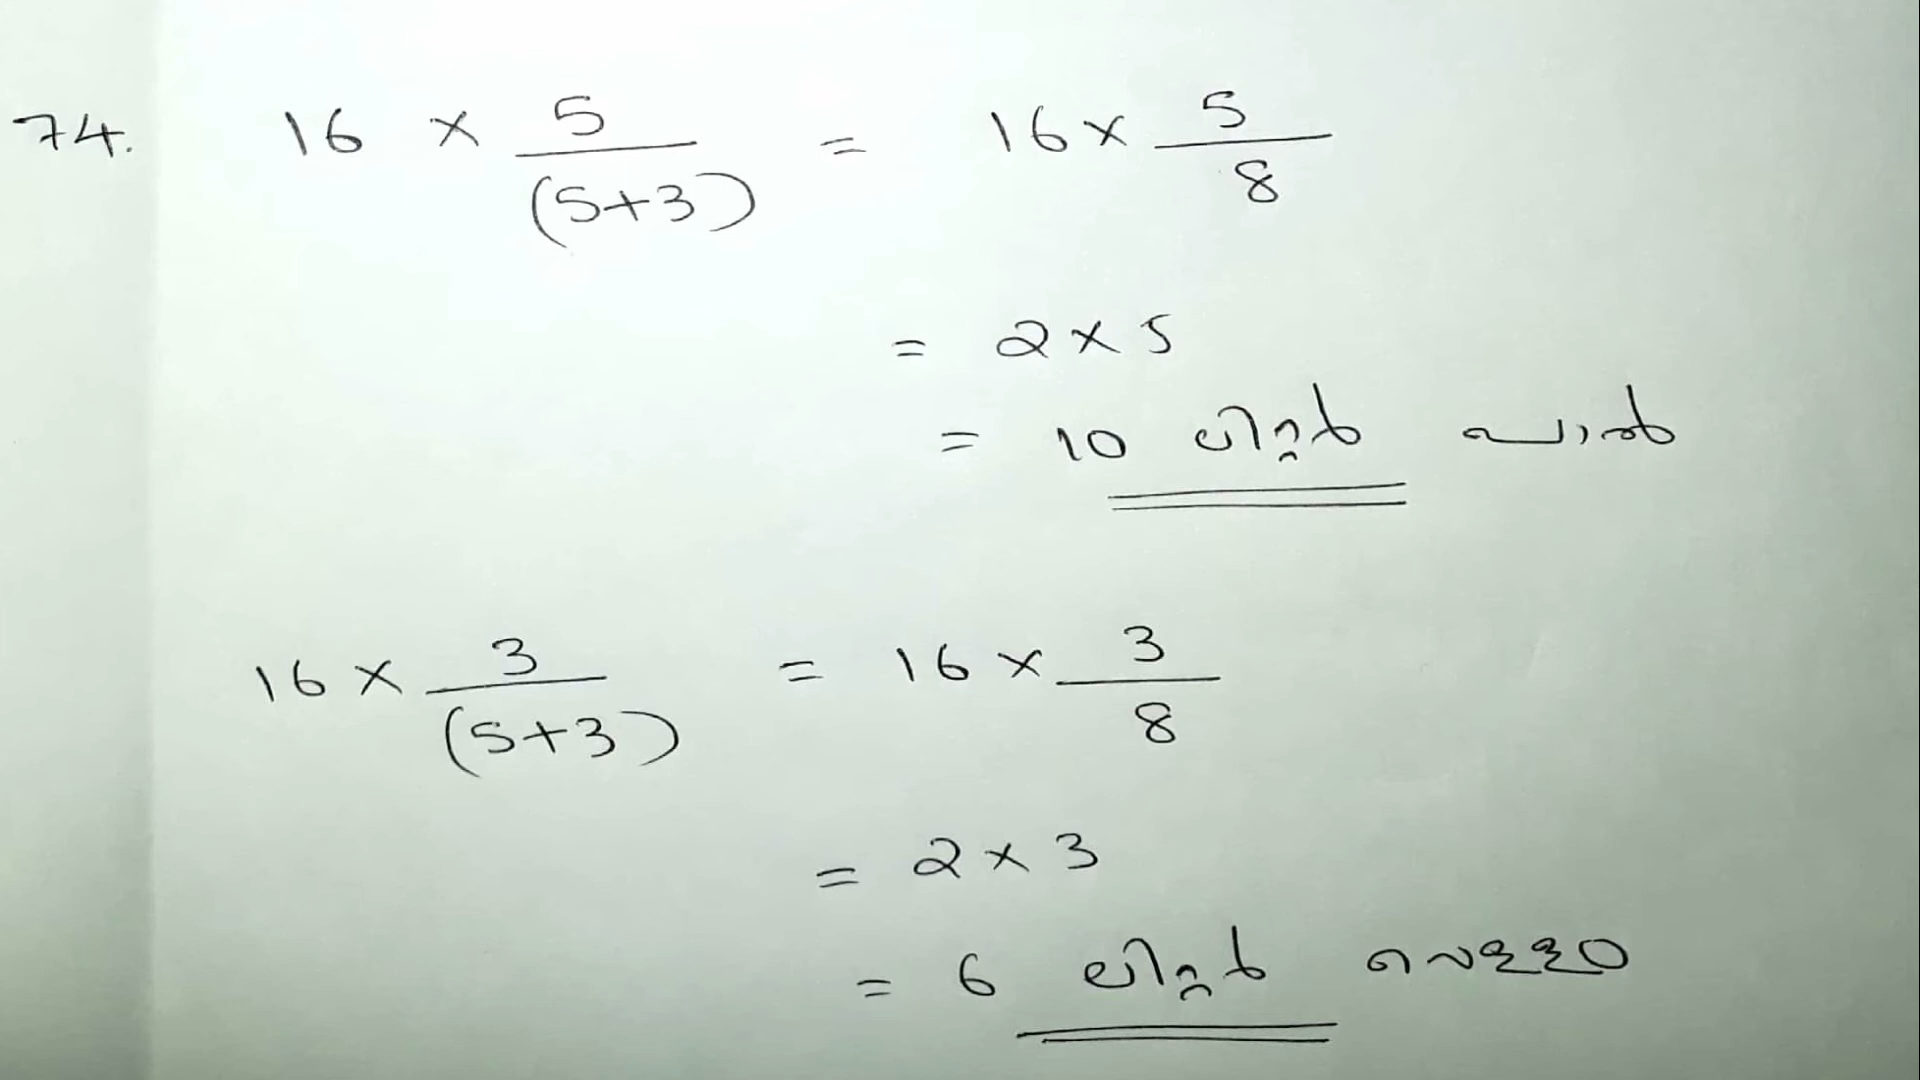 74. 16 × 5/(5+3) = 16 × 5/8
= 2 × 5
= 10 ലിറ്റർ പാൽ
16 × 3/(5+3) = 16 × 3/8
= 2 × 3
= 6 ലിറ്റർ വെള്ളം